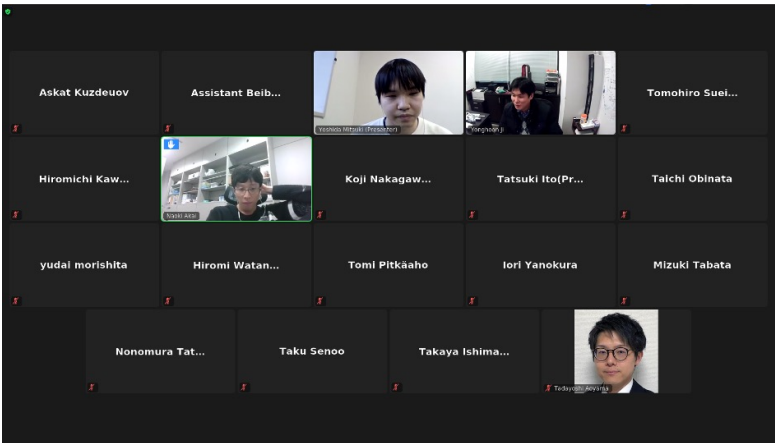 Askat Kuzdeuov
Assistant Beib...
Yoshida Mitsuki (Presenter)
Yonghoon Ji
Tomohiro Suei...
Hiromichi Kaw...
Naoki Akai
Koji Nakagaw...
Tatsuki Ito(Pr...
Taichi Obinata
yudai morishita
Hiromi Watan...
Tomi Pitkäaho
Iori Yanokura
Mizuki Tabata
Nonomura Tat...
Taku Senoo
Takaya Ishima...
Tadayoshi Aoyama